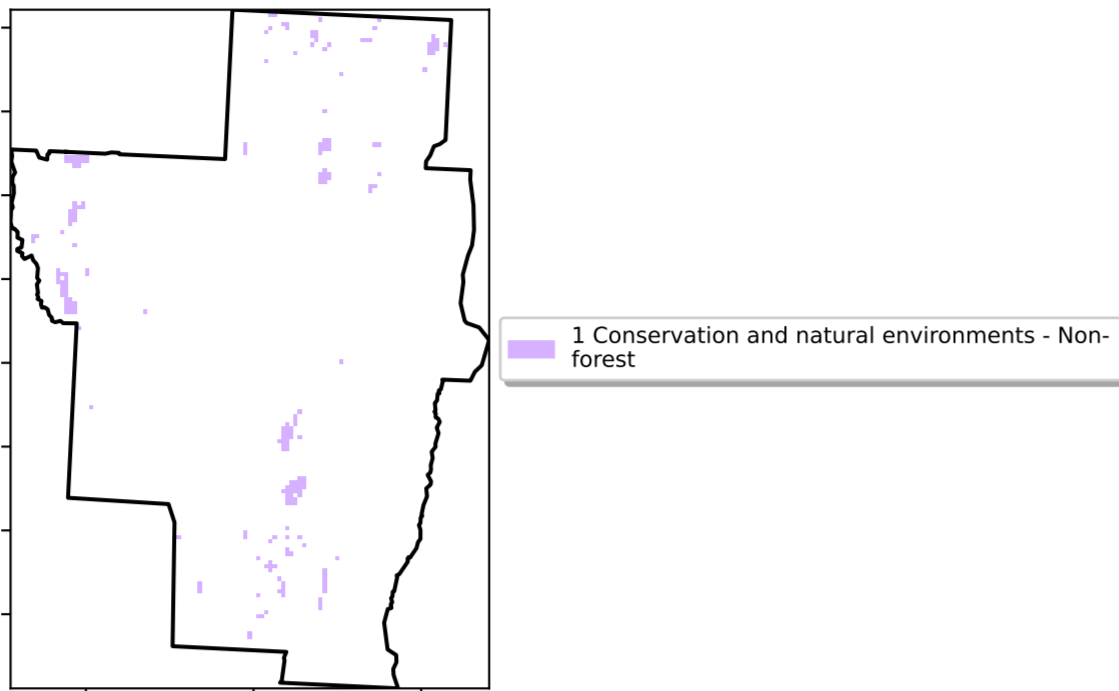 1 Conservation and natural environments - Non-
forest